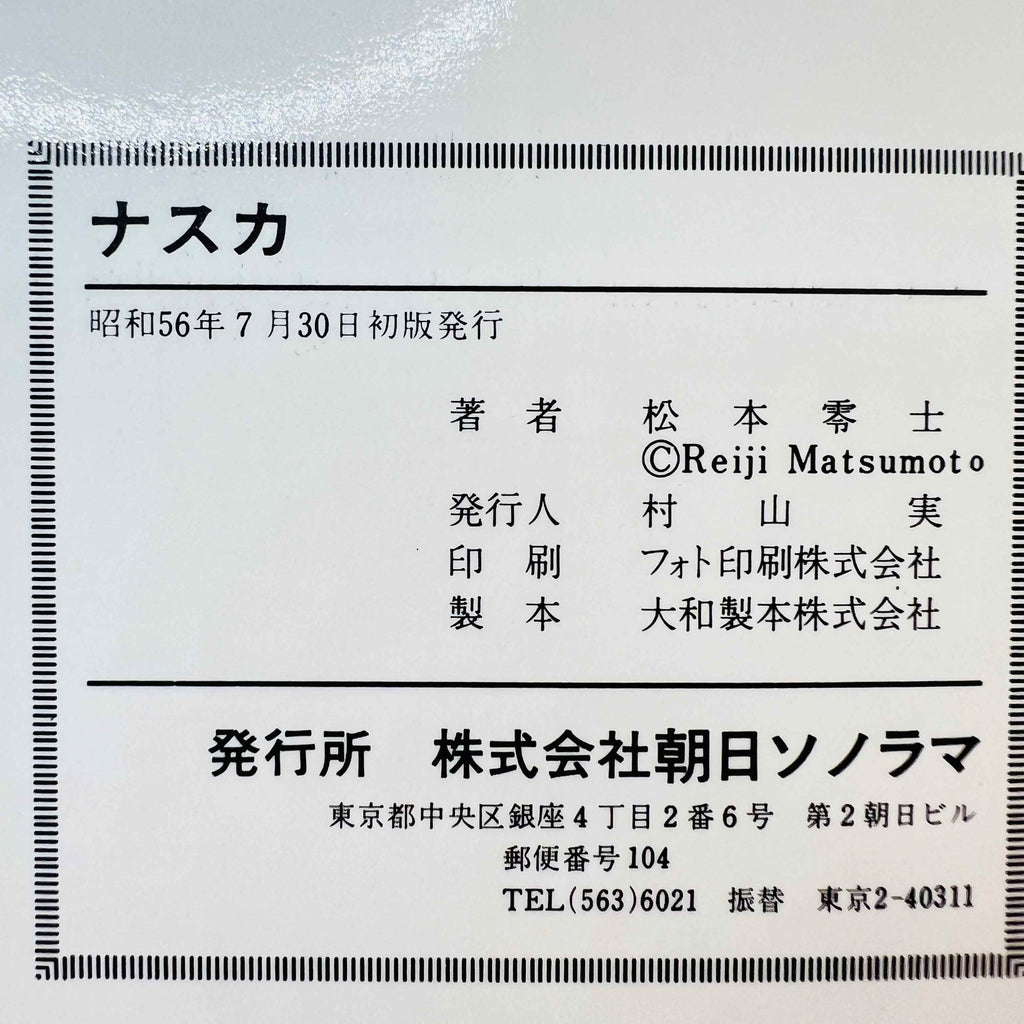 ナスカ
昭和56年7月30日初版発行
著者 松本零士
©Reiji Matsumoto
発行人 村山実
印刷 フォト印刷株式会社
製本 大和製本株式会社
発行所 株式会社朝日ソノラマ
東京都中央区銀座4丁目2番6号 第2朝日ビル
郵便番号104
TEL(563)6021 振替 東京2-40311